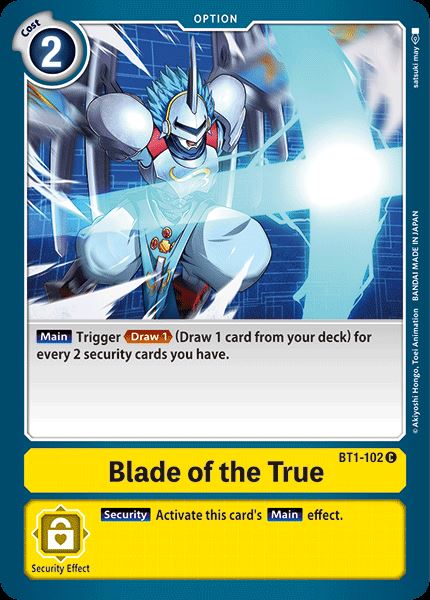 OPTION
Cost
2
satsuki may
© Akiyoshi Hongo, Toei Animation BANDAI MADE IN JAPAN
Main Trigger Draw 1 (Draw 1 card from your deck) for
every 2 security cards you have.
BT1-102 C
Blade of the True
Security Activate this card's Main effect.
Security Effect